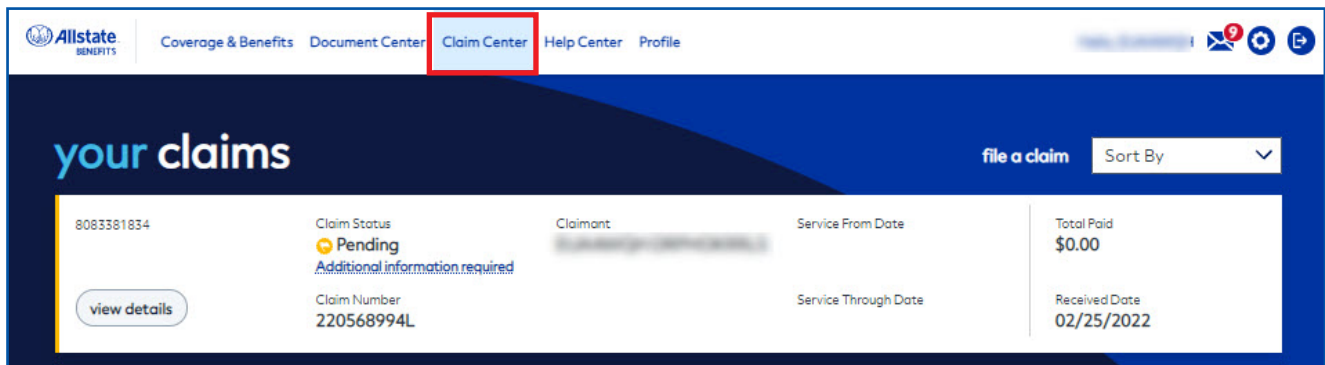 Allstate
BENEFITS
Coverage & Benefits Document Center Claim Center Help Center Profile
9
your claims
file a claim Sort By
8083381834 Claim Status Claimant Service From Date Total Paid
Pending $0.00
Additional information required
view details Claim Number Service Through Date Received Date
220568994L 02/25/2022